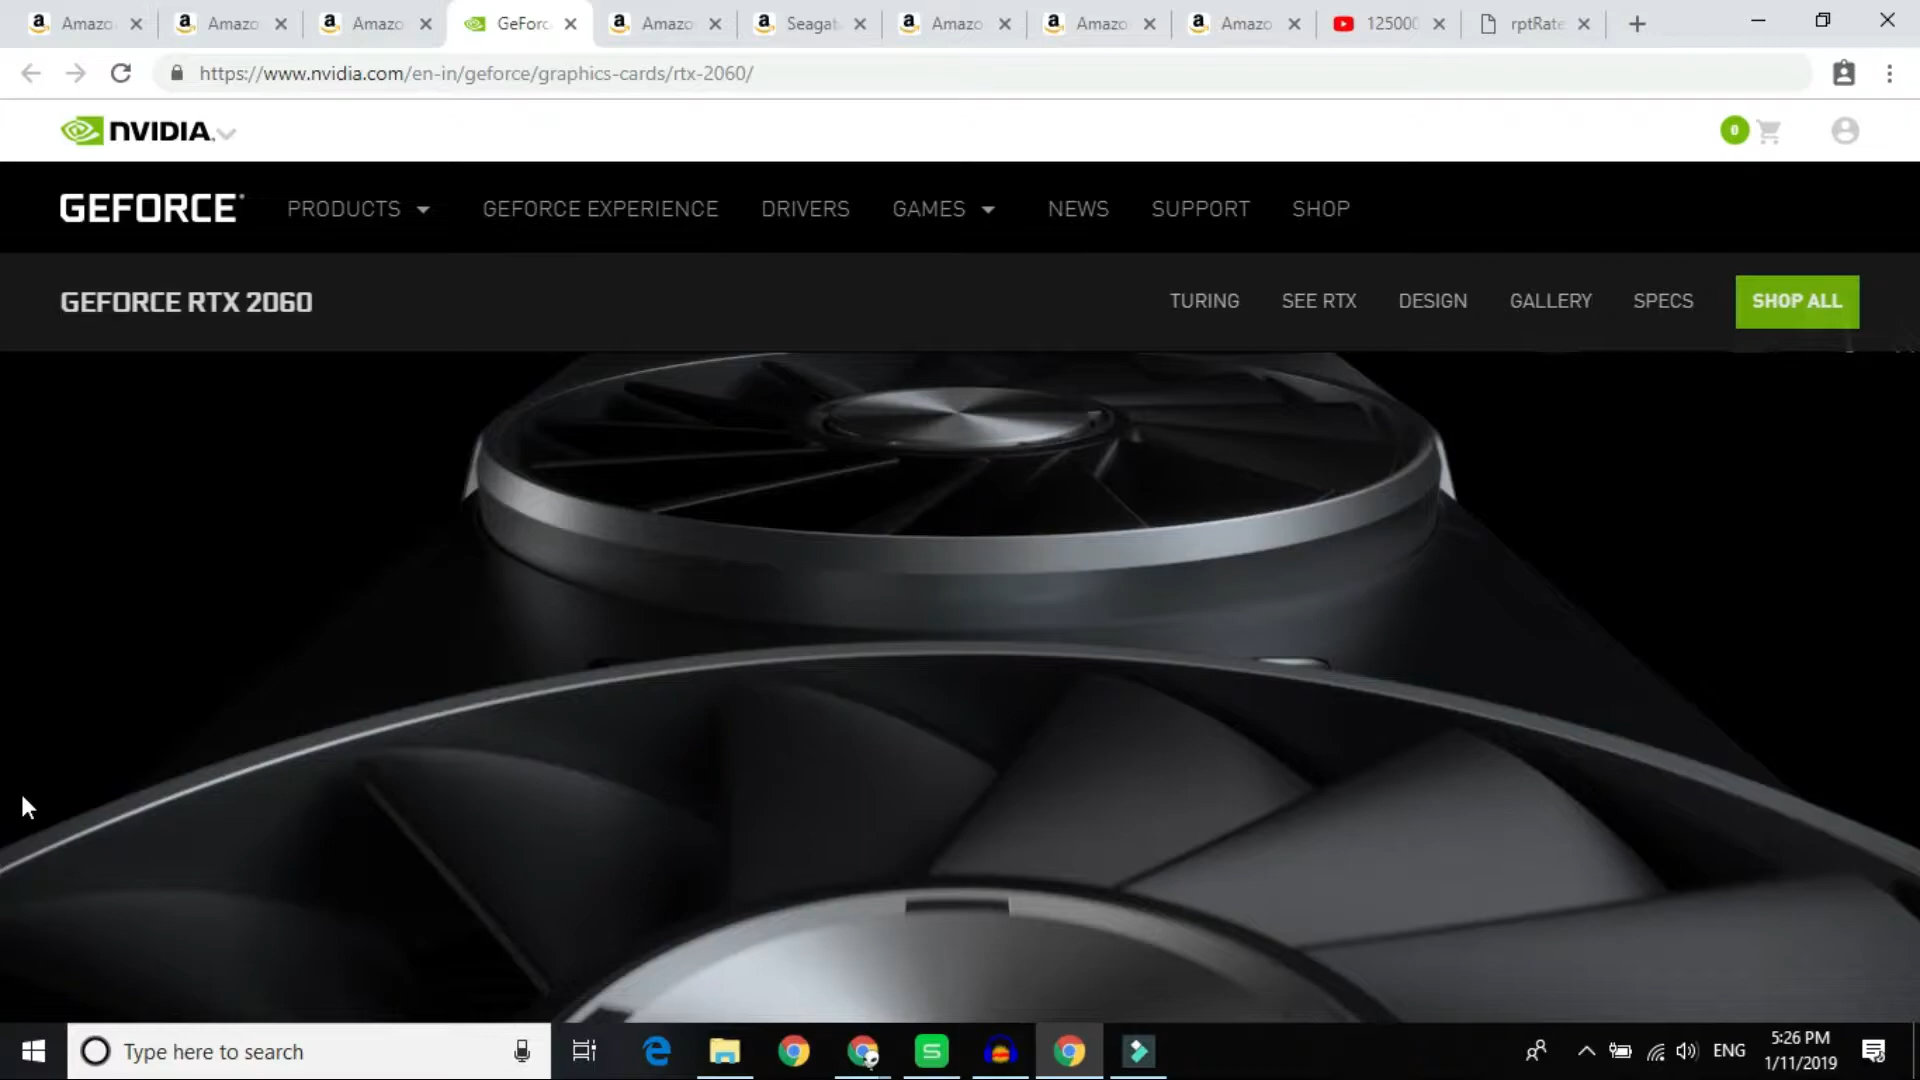 Amazo
Amazo
Amazo
GeForc
Amazo
Seagat
Amazo
Amazo
Amazo
12500
rptRate
https://www.nvidia.com/en-in/geforce/graphics-cards/rtx-2060/
NVIDIA.
0
GEFORCE
PRODUCTS
GEFORCE EXPERIENCE
DRIVERS
GAMES
NEWS
SUPPORT
SHOP
GEFORCE RTX 2060
TURING
SEE RTX
DESIGN
GALLERY
SPECS
SHOP ALL
Type here to search
ENG
5:26 PM
1/11/2019